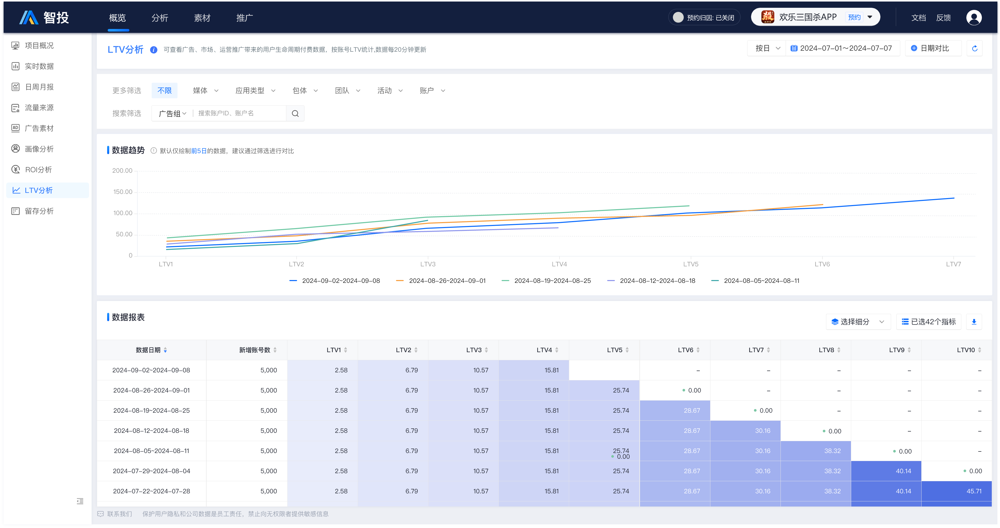 智投 概览 分析 素材 推广 预约归因: 已关闭 欢乐三国杀APP 预约 文档 反馈
项目概况
实时数据
日周月报
流量来源
AD 广告素材
画像分析
ROI分析
LTV分析
留存分析
LTV分析 可查看广告、市场、运营推广带来的用户生命周期付费数据，按账号LTV统计,数据每20分钟更新 按日 2024-07-01～2024-07-07 日期对比
更多筛选 不限 媒体 应用类型 包体 团队 活动 账户
搜索筛选 广告组 搜索账户ID、账户名
数据趋势 默认仅绘制前5日的数据，建议通过筛选进行对比
200.00
150.00
100.00
50.00
0
LTV1 LTV2 LTV3 LTV4 LTV5 LTV6 LTV7
2024-09-02~2024-09-08 2024-08-26~2024-09-01 2024-08-19~2024-08-25 2024-08-12~2024-08-18 2024-08-05~2024-08-11
数据报表 选择细分 已选42个指标
数据日期 新增账号数 LTV1 LTV2 LTV3 LTV4 LTV5 LTV6 LTV7 LTV8 LTV9 LTV10
2024-09-02~2024-09-08 5,000 2.58 6.79 10.57 15.81 – – – – –
2024-08-26~2024-09-01 5,000 2.58 6.79 10.57 15.81 25.74 0.00 – – – –
2024-08-19~2024-08-25 5,000 2.58 6.79 10.57 15.81 25.74 28.67 0.00 – – –
2024-08-12~2024-08-18 5,000 2.58 6.79 10.57 15.81 25.74 28.67 30.16 0.00 – –
2024-08-05~2024-08-11 5,000 2.58 6.79 10.57 15.81 25.74 28.67 30.16 38.32 0.00 –
0.00
2024-07-29~2024-08-04 5,000 2.58 6.79 10.57 15.81 25.74 28.67 30.16 38.32 40.14 0.00
2024-07-22~2024-07-28 5,000 2.58 6.79 10.57 15.81 25.74 28.67 30.16 38.32 40.14 45.71
联系我们 保护用户隐私和公司数据是员工责任，禁止向无权限者提供敏感信息